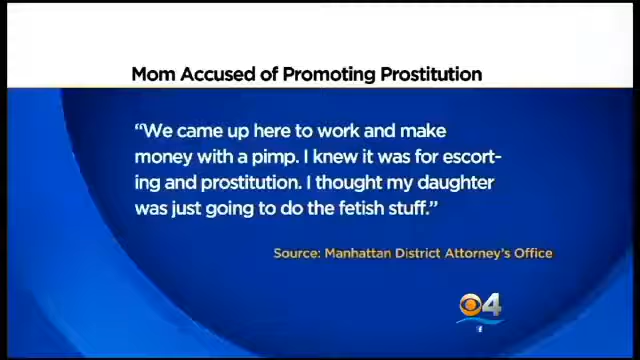 Mom Accused of Promoting Prostitution
“We came up here to work and make
money with a pimp. I knew it was for escort-
ing and prostitution. I thought my daughter
was just going to do the fetish stuff.”
Source: Manhattan District Attorney’s Office
4
f